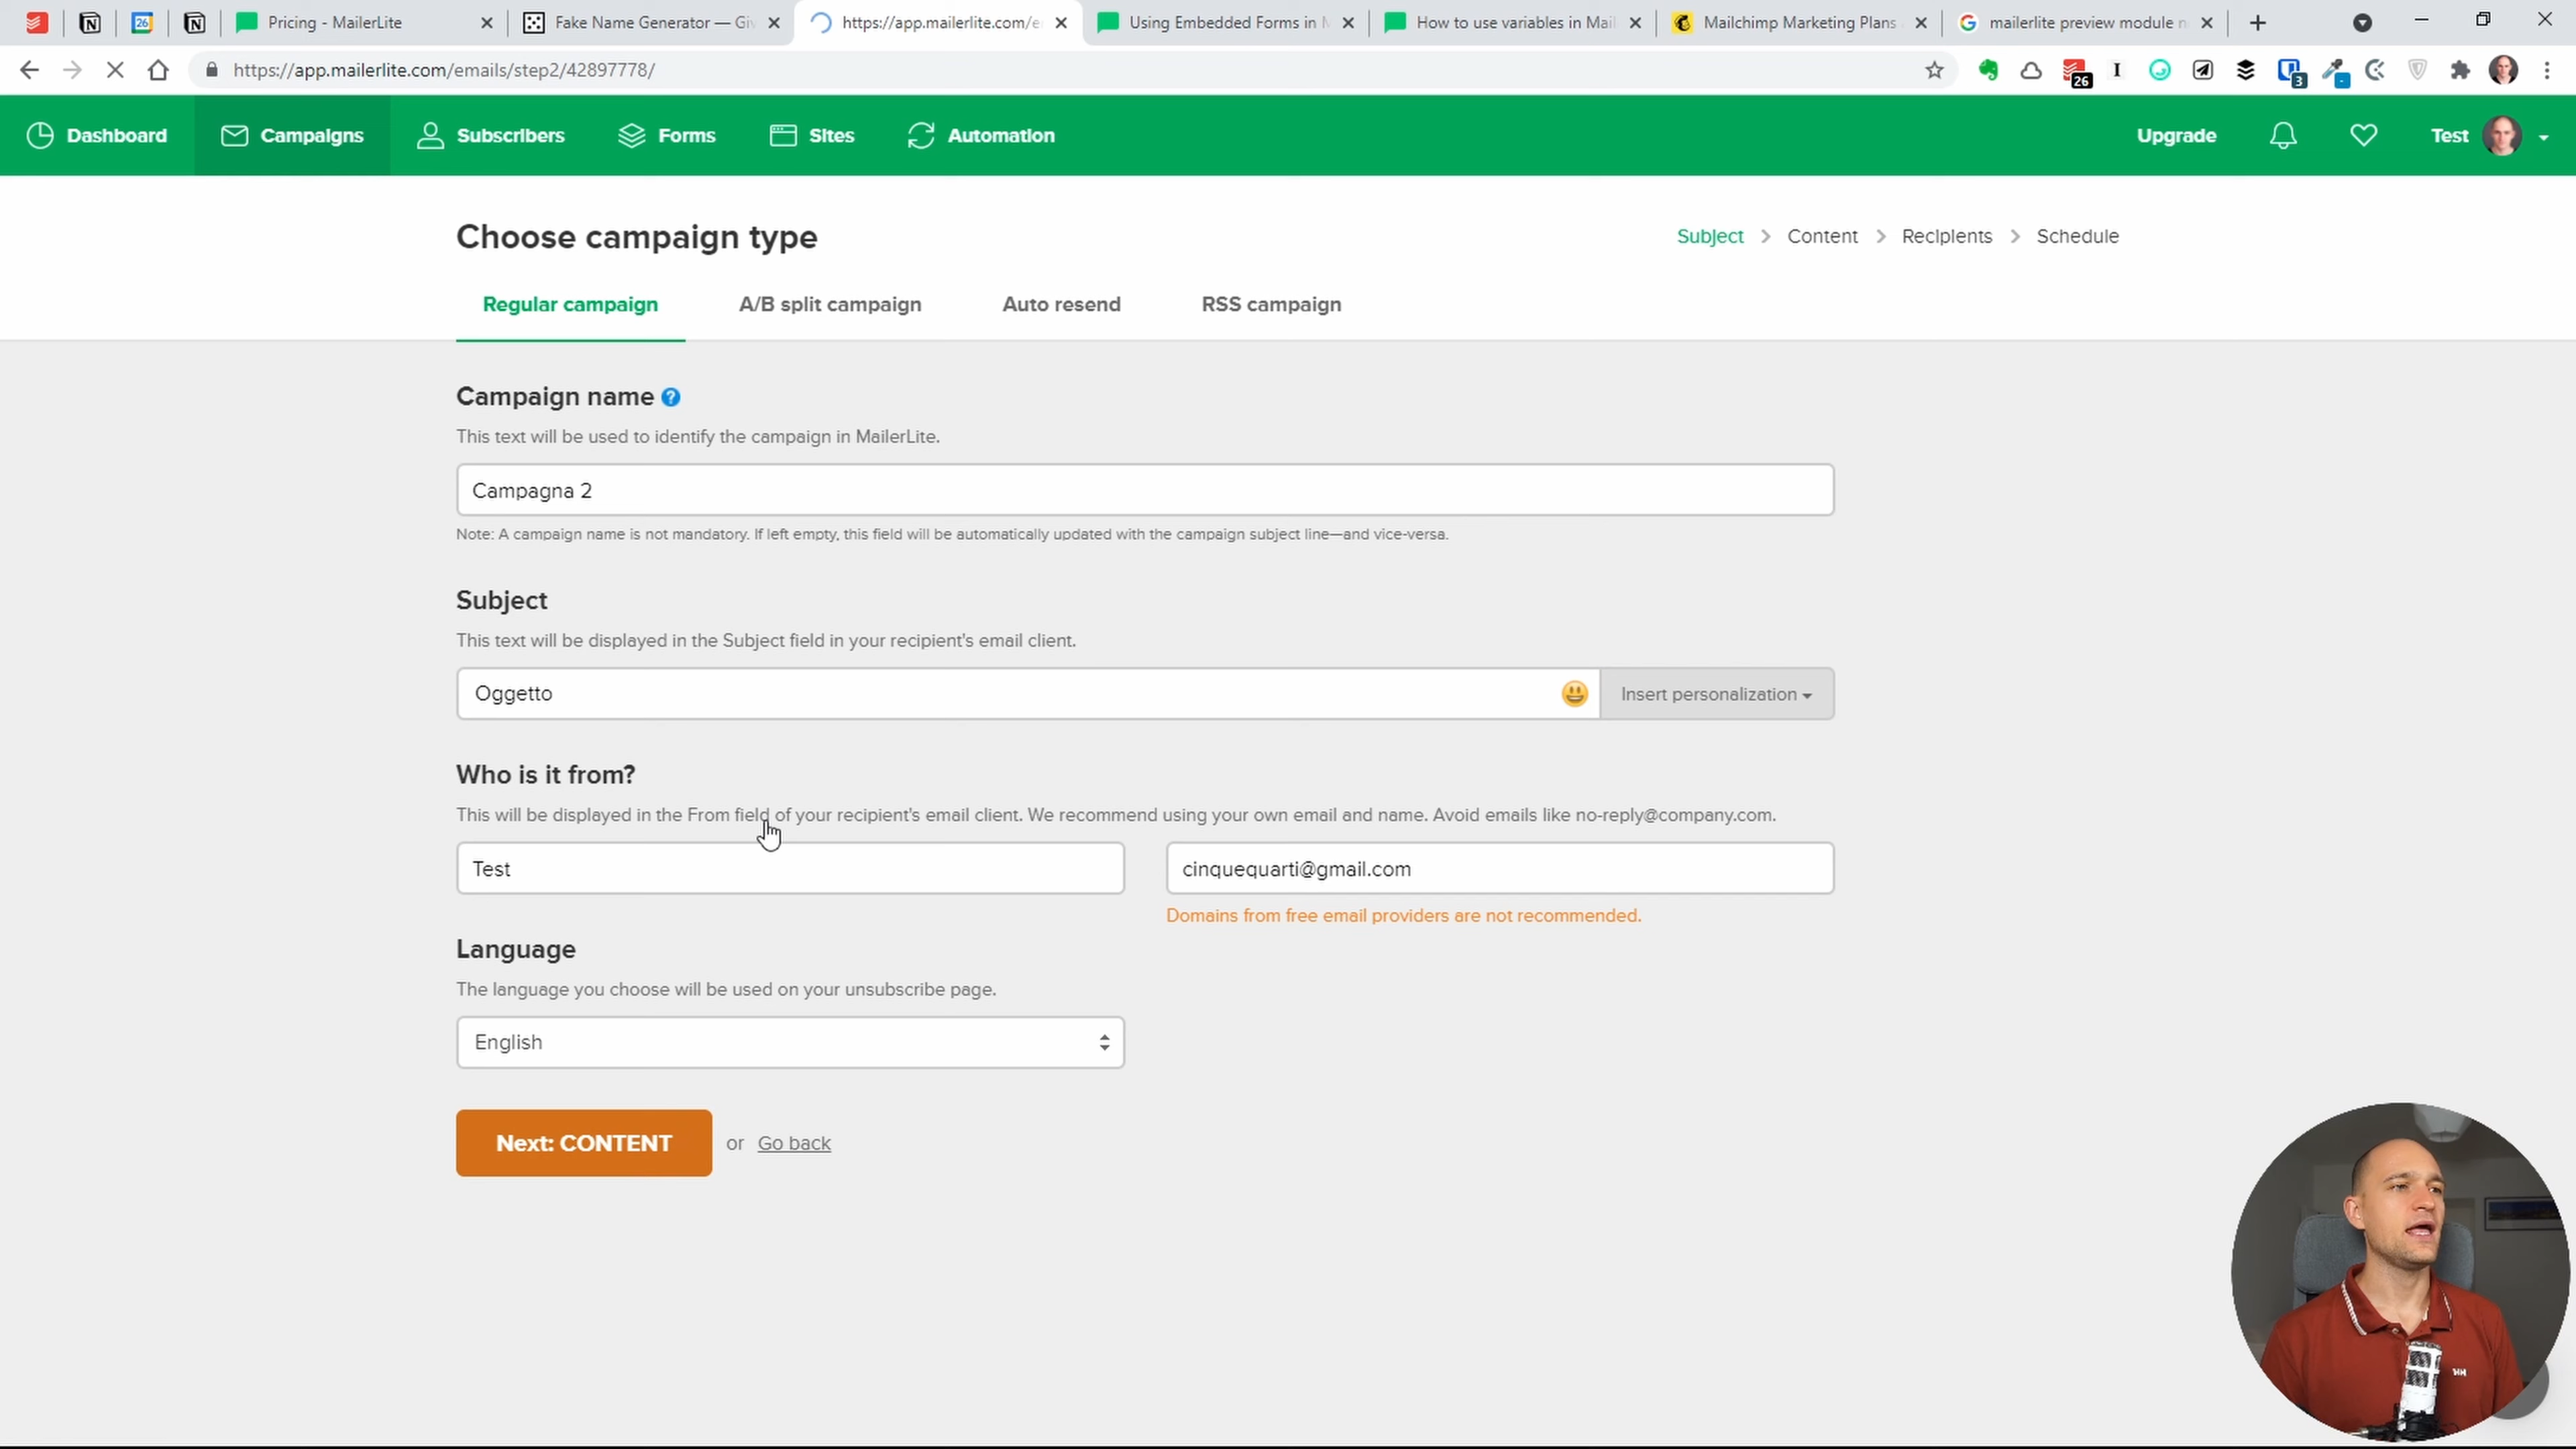 Pricing - MailerLite
Fake Name Generator — Giv
https://app.mailerlite.com/e
Using Embedded Forms in M
How to use variables in Mail
Mailchimp Marketing Plans
mailerlite preview module n
https://app.mailerlite.com/emails/step2/42897778/
26
3
Dashboard
Campaigns
Subscribers
Forms
Sites
Automation
Upgrade
Test
Choose campaign type
Subject > Content > Recipients > Schedule
Regular campaign
A/B split campaign
Auto resend
RSS campaign
Campaign name ?
This text will be used to identify the campaign in MailerLite.
Campagna 2
Note: A campaign name is not mandatory. If left empty, this field will be automatically updated with the campaign subject line—and vice-versa.
Subject
This text will be displayed in the Subject field in your recipient's email client.
Oggetto
Insert personalization
Who is it from?
This will be displayed in the From field of your recipient's email client. We recommend using your own email and name. Avoid emails like no-reply@company.com.
Test
cinquequarti@gmail.com
Domains from free email providers are not recommended.
Language
The language you choose will be used on your unsubscribe page.
English
Next: CONTENT
or Go back
HH